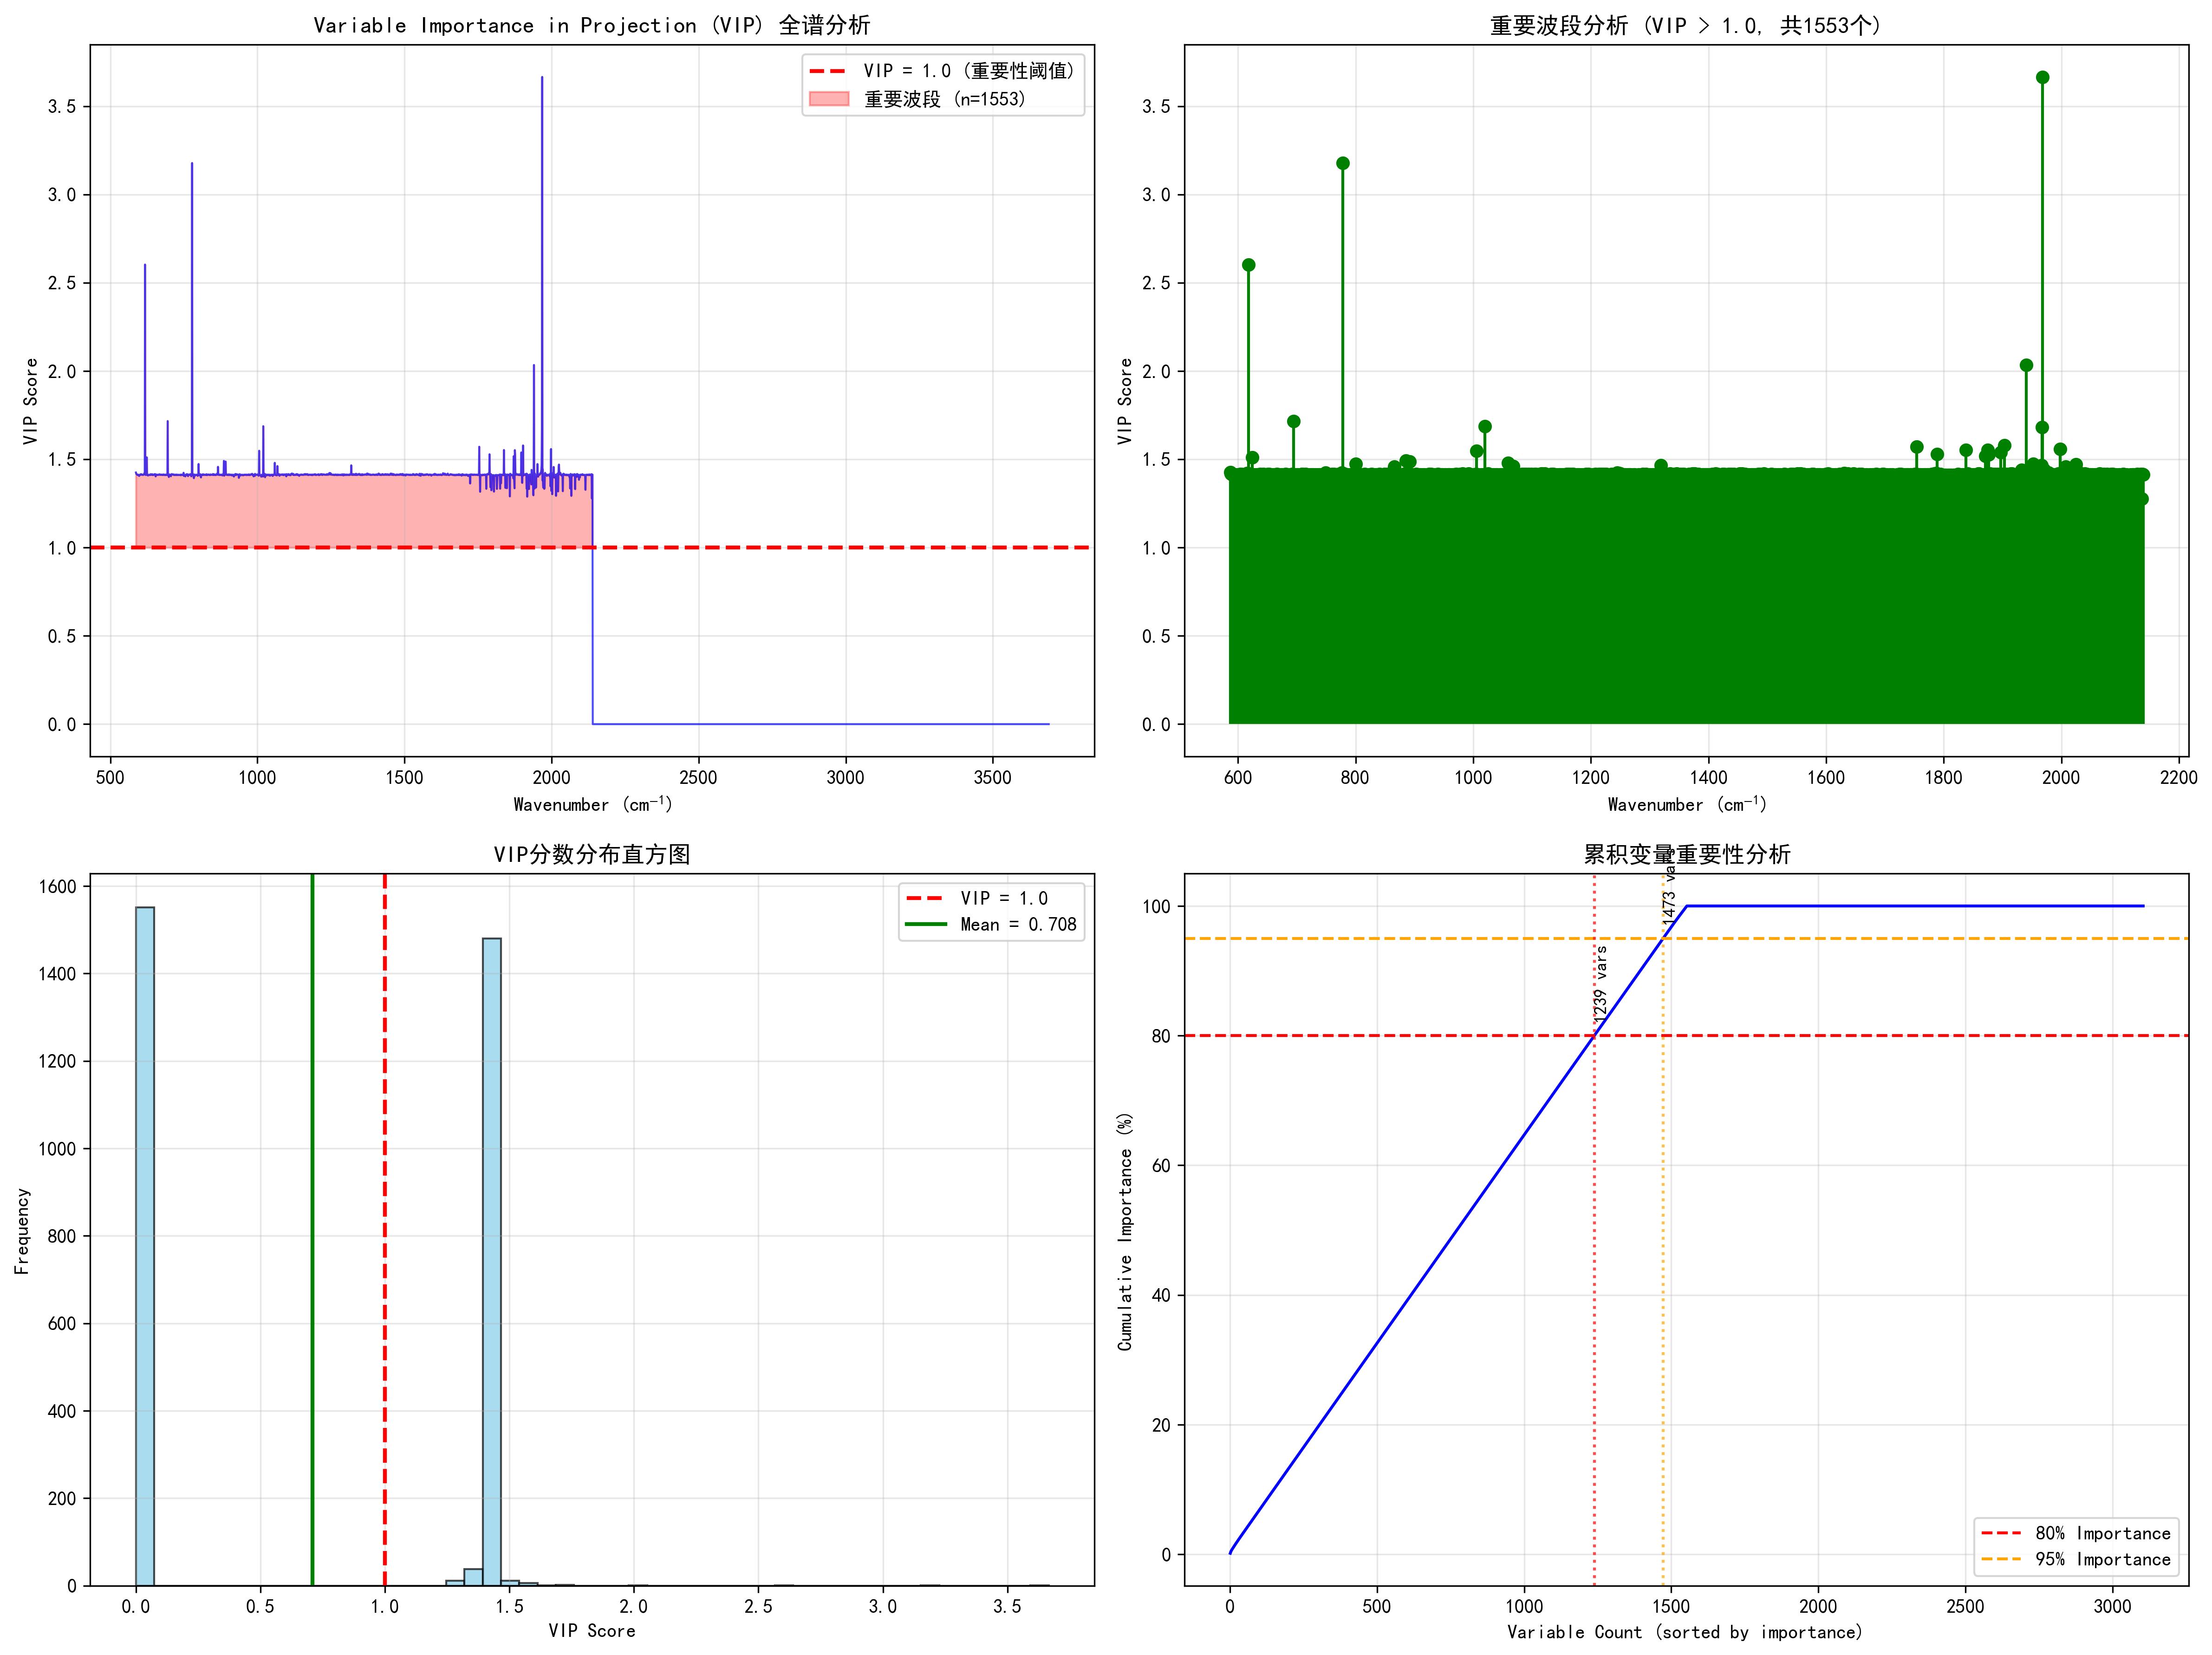 Variable Importance in Projection (VIP) 全谱分析
VIP = 1.0 (重要性阈值)
重要波段 (n=1553)
VIP Score
3.5
3.0
2.5
2.0
1.5
1.0
0.5
0.0
500 1000 1500 2000 2500 3000 3500
Wavenumber (cm⁻¹)
重要波段分析 (VIP > 1.0, 共1553个)
VIP Score
3.5
3.0
2.5
2.0
1.5
1.0
0.5
0.0
600 800 1000 1200 1400 1600 1800 2000 2200
Wavenumber (cm⁻¹)
VIP分数分布直方图
VIP = 1.0
Mean = 0.708
Frequency
1600
1400
1200
1000
800
600
400
200
0
0.0 0.5 1.0 1.5 2.0 2.5 3.0 3.5
VIP Score
累积变量重要性分析
1473 vars
1239 vars
Cumulative Importance (%)
100
80
60
40
20
0
80% Importance
95% Importance
0 500 1000 1500 2000 2500 3000
Variable Count (sorted by importance)